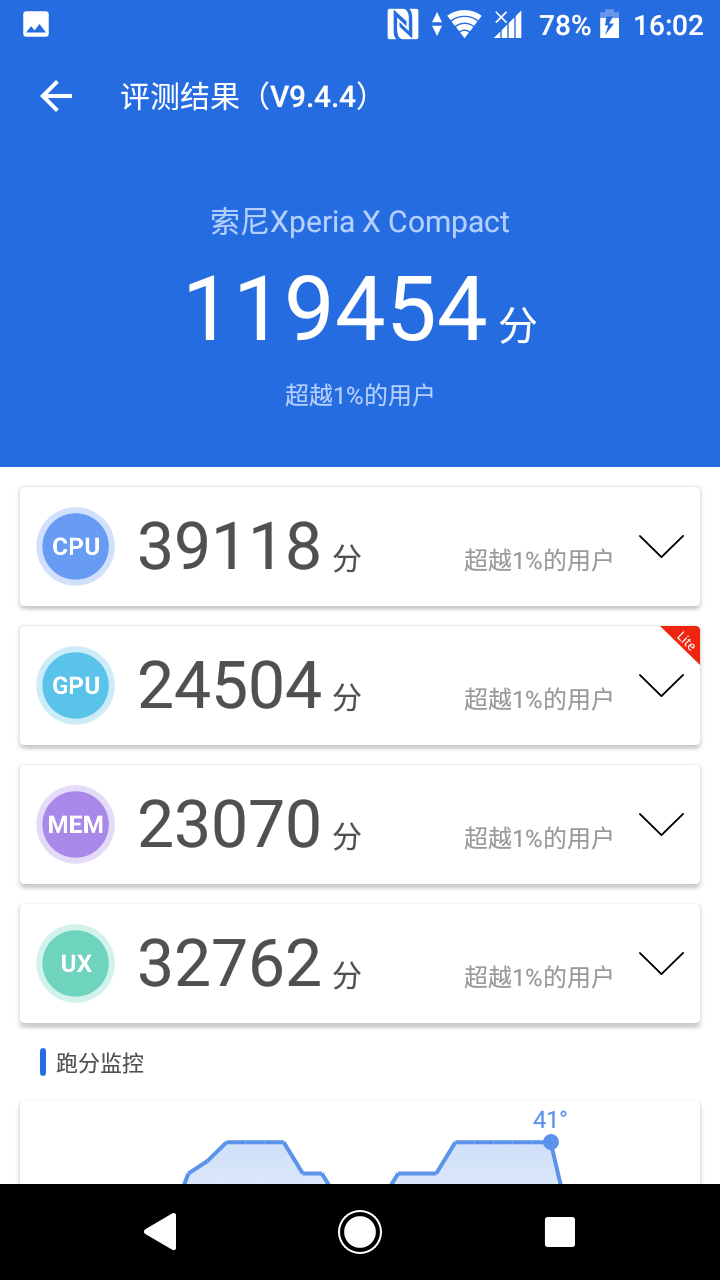 78% 16:02
评测结果（V9.4.4）
索尼Xperia X Compact
119454 分
超越1%的用户
CPU 39118 分 超越1%的用户
Lite
GPU 24504 分 超越1%的用户
MEM 23070 分 超越1%的用户
UX 32762 分 超越1%的用户
跑分监控
41°